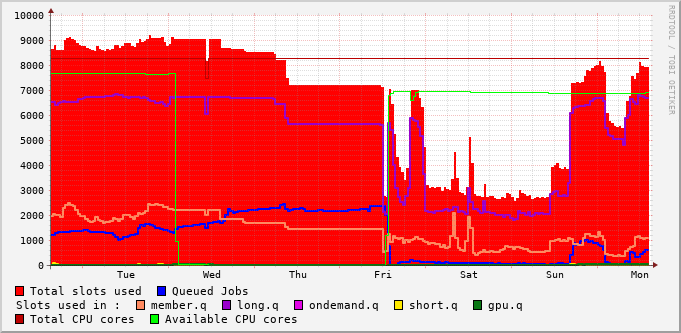 RRDTOOL / TOBI OETIKER
10000
9000
8000
7000
6000
5000
4000
3000
2000
1000
0
Tue Wed Thu Fri Sat Sun Mon
Total slots used Queued Jobs
Slots used in : member.q long.q ondemand.q short.q gpu.q
Total CPU cores Available CPU cores